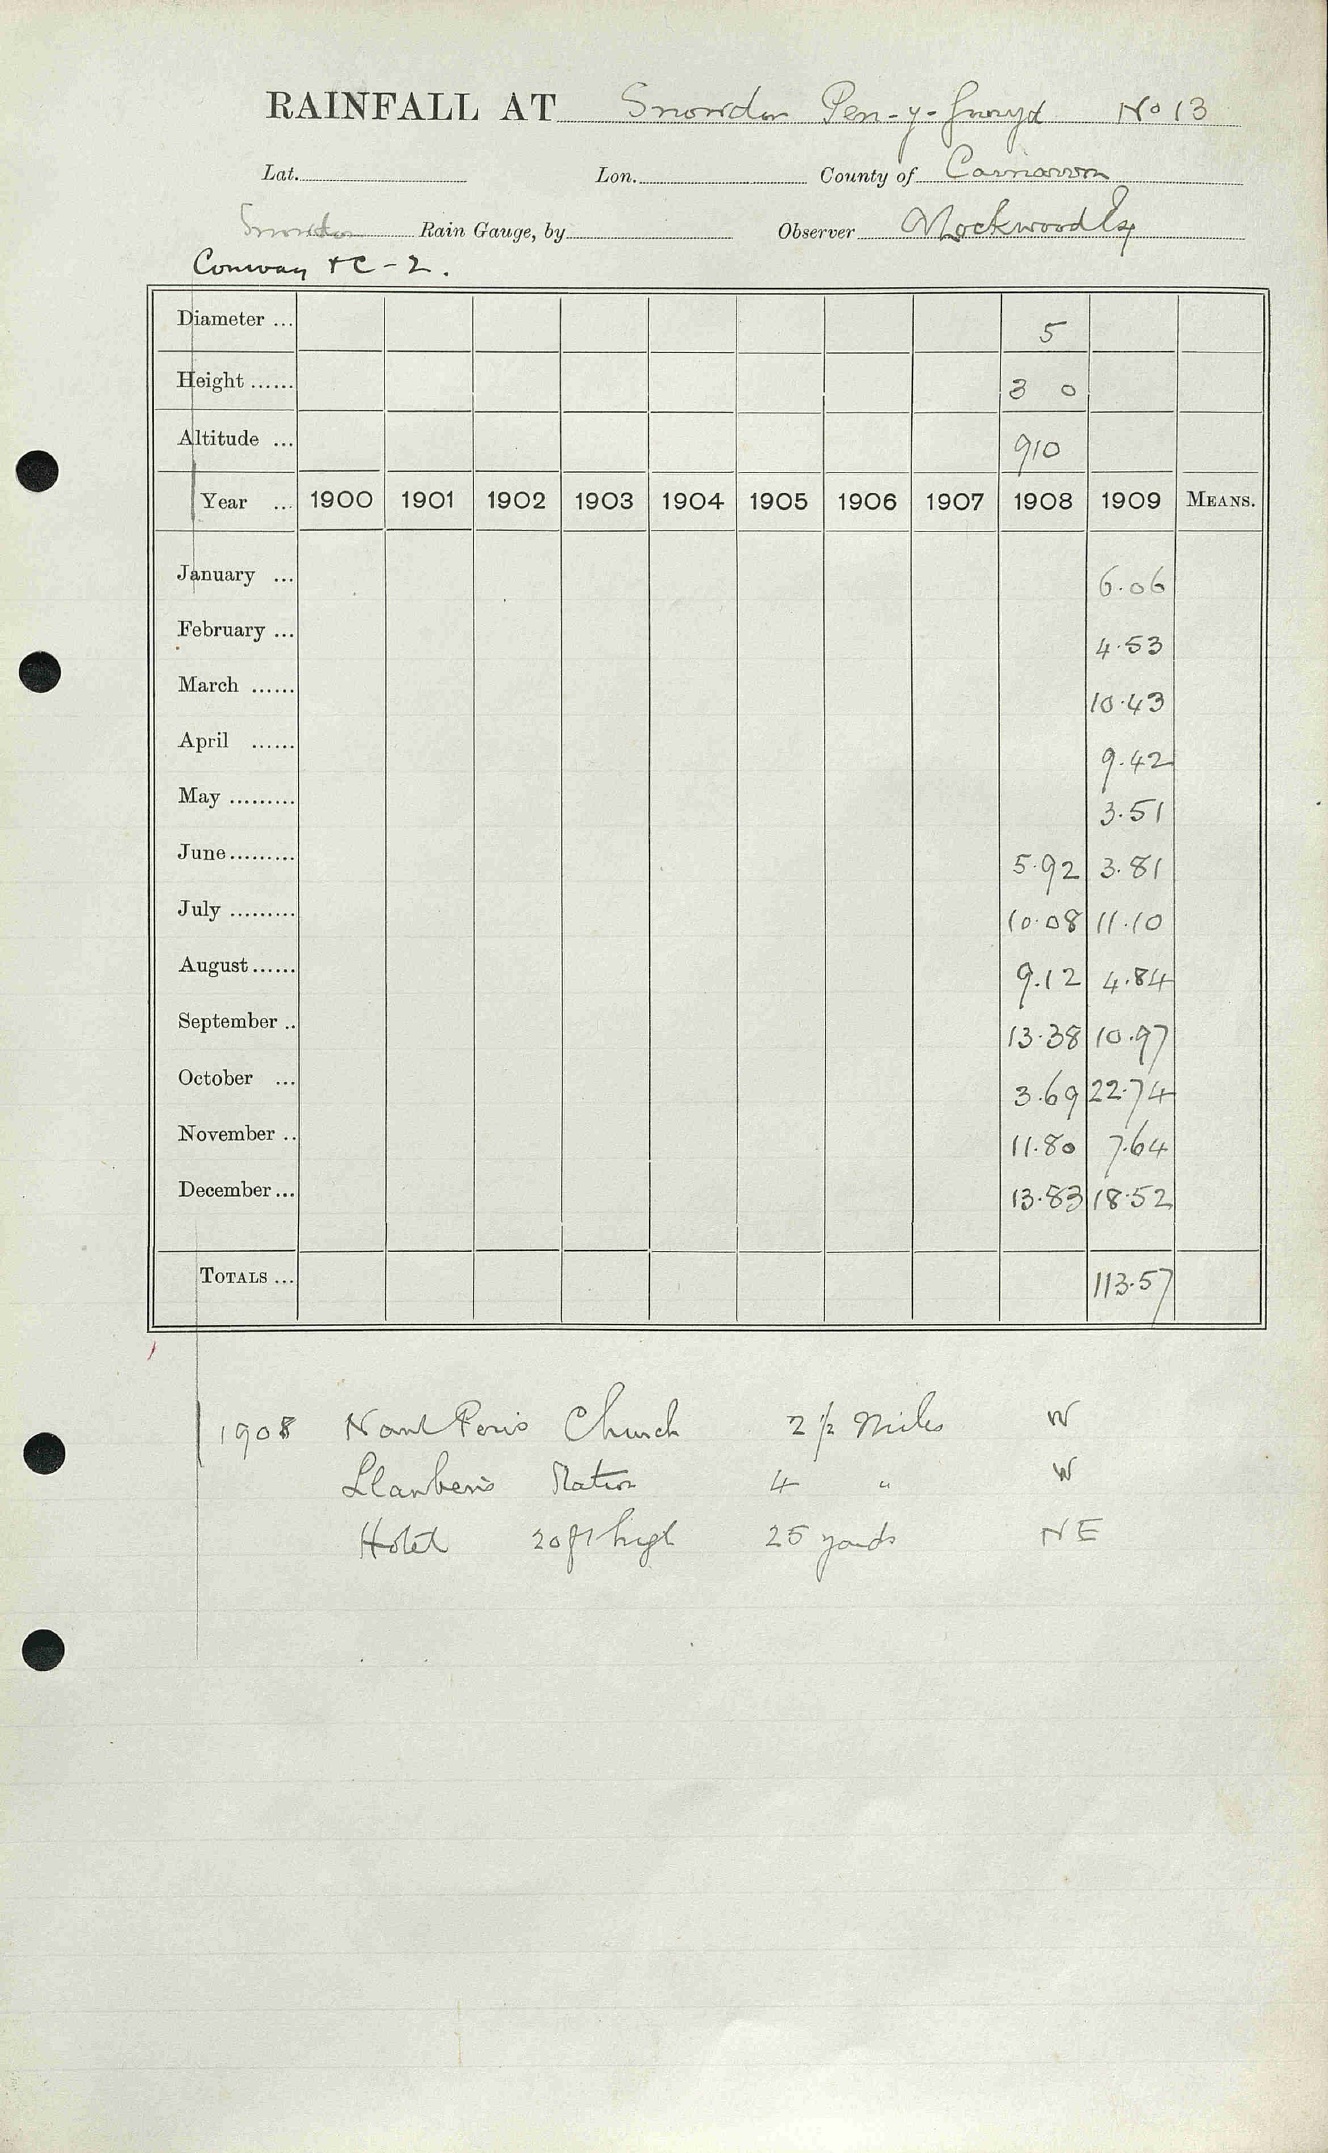 RAINFALL AT Snowdon Pen-y-gwryd No 13
Lat. Lon. County of Carnarvon
Snowdon Rain Gauge, by Observer Lockwood Esq
Conway & C - 2.
Diameter ... 5
Height ...... 3 0
Altitude ... 910
Year ... 1900 1901 1902 1903 1904 1905 1906 1907 1908 1909 MEANS.
January ... 6.06
February ... 4.53
March ...... 10.43
April ...... 9.42
May ......... 3.51
June ......... 5.92 3.81
July ......... 10.08 11.10
August ...... 9.12 4.84
September .. 13.38 10.97
October ... 3.69 22.74
November .. 11.80 7.64
December ... 13.83 18.52
TOTALS ... 113.57
1908 Nant Peris Church 2 1/2 Miles W
Llanberis Station 4 " W
Hotel 20 ft high 25 yards NE